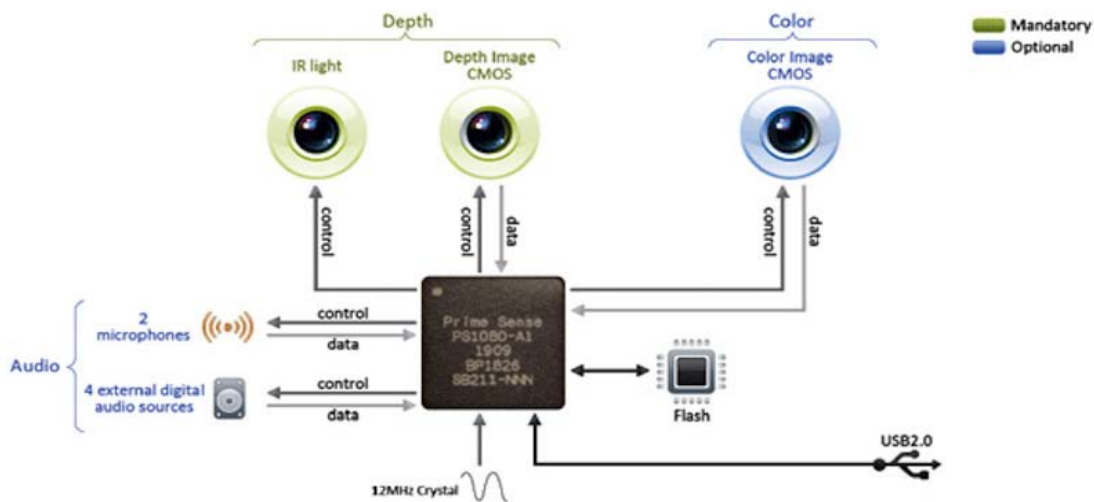 Depth
Color
Mandatory
Optional
IR light
Depth Image
CMOS
Color Image
CMOS
control
control
data
control
data
Audio
2
microphones
control
data
4 external digital
audio sources
control
data
Prime Sense
PS1080-A1
1909
BP1826
SB211-NNN
Flash
USB2.0
12MHz Crystal